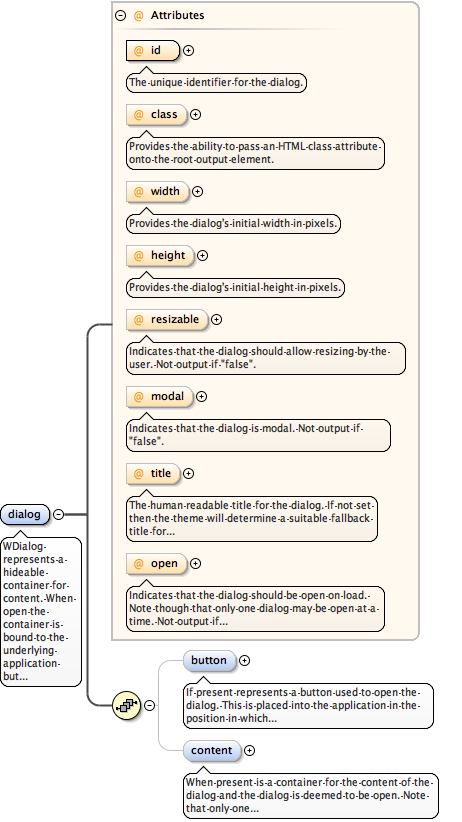 @ Attributes
@ id
The unique identifier for the dialog.
@ class
Provides the ability to pass an HTML class attribute
onto the root output element.
@ width
Provides the dialog's initial width in pixels.
@ height
Provides the dialog's initial height in pixels.
@ resizable
Indicates that the dialog should allow resizing by the
user. Not output if "false".
@ modal
Indicates that the dialog is modal. Not output if
"false".
@ title
The human readable title for the dialog. If not set
then the theme will determine a suitable fallback
title for...
@ open
Indicates that the dialog should be open on load.
Note though that only one dialog may be open at a
time. Not output if...
dialog
WDialog
represents a
hideable
container for
content. When
open the
container is
bound to the
underlying
application
but...
button
If present represents a button used to open the
dialog. This is placed into the application in the
position in which...
content
When present is a container for the content of the
dialog and the dialog is deemed to be open. Note
that only one...